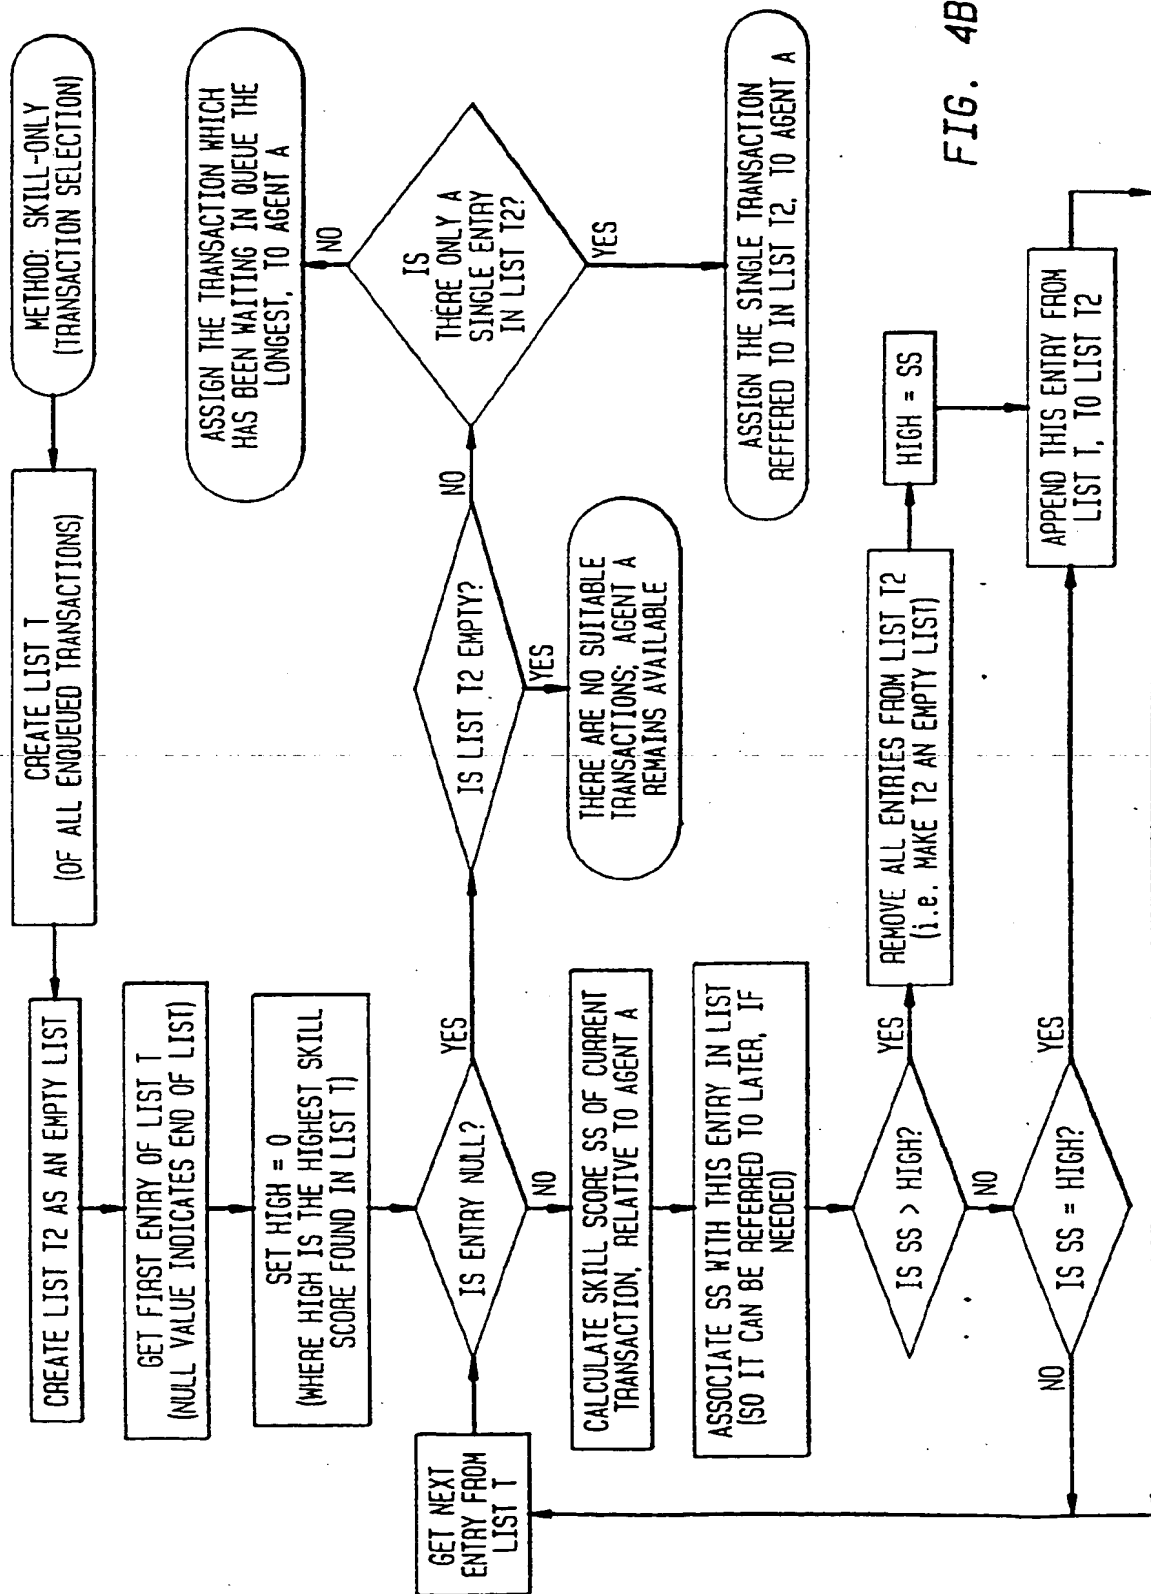 METHOD: SKILL-ONLY
(TRANSACTION SELECTION)
CREATE LIST T
(OF ALL ENQUEUED TRANSACTIONS)
CREATE LIST T2 AS AN EMPTY LIST
GET FIRST ENTRY OF LIST T
(NULL VALUE INDICATES END OF LIST)
SET HIGH = 0
(WHERE HIGH IS THE HIGHEST SKILL
SCORE FOUND IN LIST T)
GET NEXT
ENTRY FROM
LIST T
IS ENTRY NULL?
YES
NO
IS LIST T2 EMPTY?
NO
YES
THERE ARE NO SUITABLE
TRANSACTIONS; AGENT A
REMAINS AVAILABLE
IS
THERE ONLY A
SINGLE ENTRY
IN LIST T2?
NO
YES
ASSIGN THE TRANSACTION WHICH
HAS BEEN WAITING IN QUEUE THE
LONGEST, TO AGENT A
ASSIGN THE SINGLE TRANSACTION
REFFERED TO IN LIST T2, TO AGENT A
CALCULATE SKILL SCORE SS OF CURRENT
TRANSACTION, RELATIVE TO AGENT A
ASSOCIATE SS WITH THIS ENTRY IN LIST
(SO IT CAN BE REFERRED TO LATER, IF
NEEDED)
IS SS > HIGH?
YES
NO
REMOVE ALL ENTRIES FROM LIST T2
(i.e. MAKE T2 AN EMPTY LIST)
HIGH = SS
IS SS = HIGH?
YES
NO
APPEND THIS ENTRY FROM
LIST T, TO LIST T2
FIG. 4B